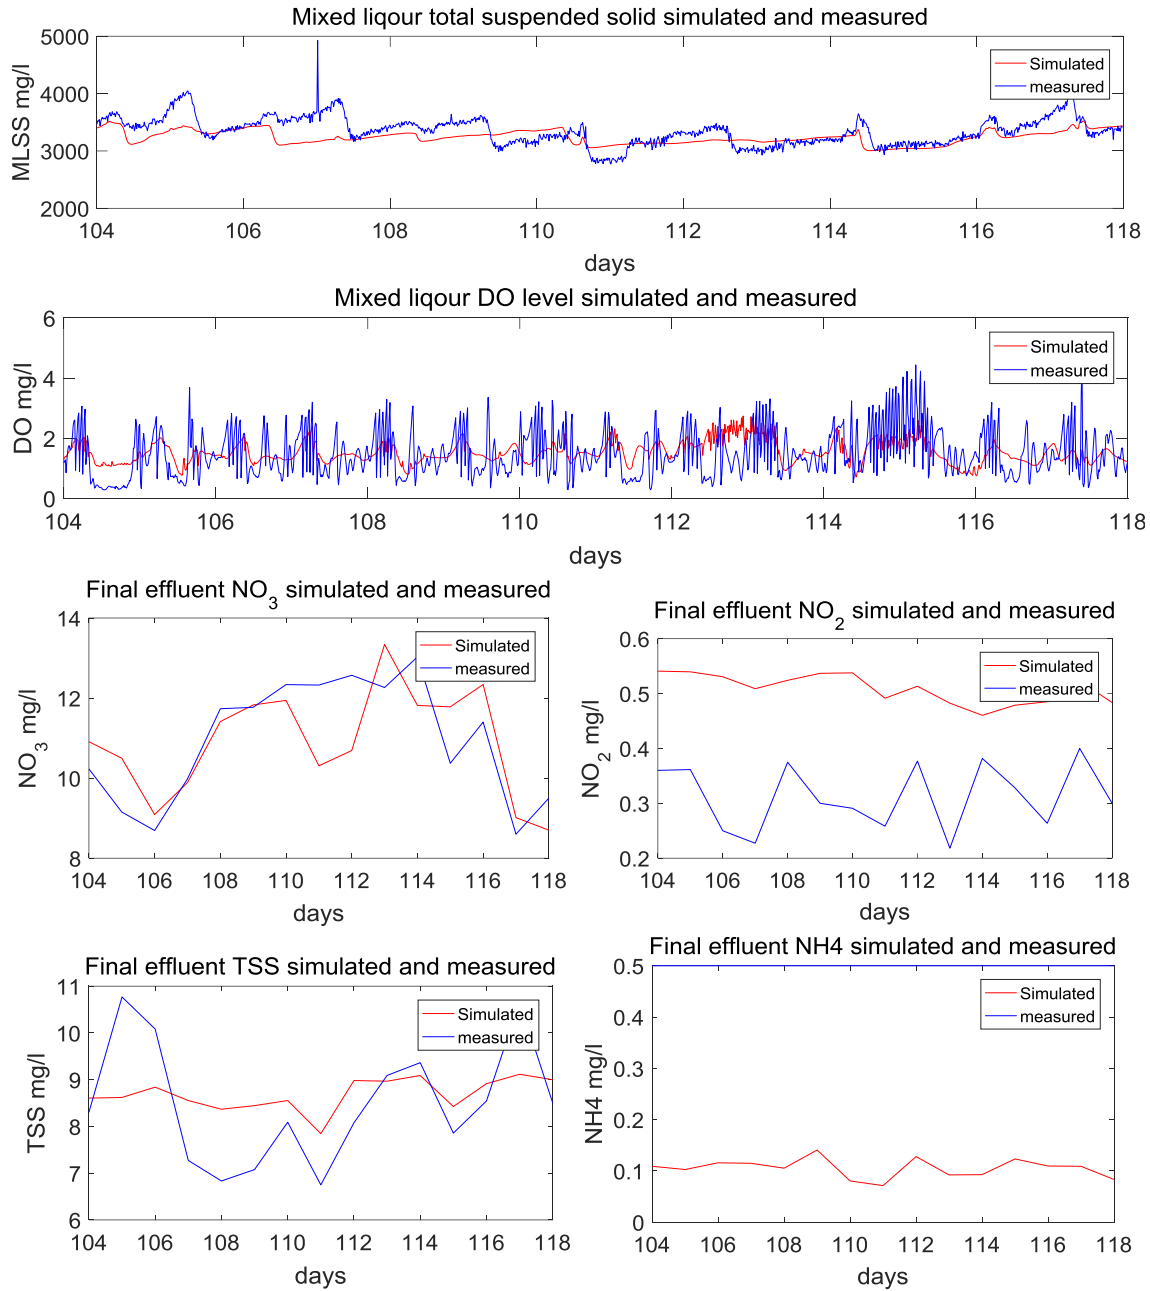 Mixed liqour total suspended solid simulated and measured
5000
4000
3000
2000
MLSS mg/l
Simulated
measured
104 106 108 110 112 114 116 118
days
Mixed liqour DO level simulated and measured
6
4
2
0
DO mg/l
Simulated
measured
104 106 108 110 112 114 116 118
days
Final effluent NO3 simulated and measured
14
12
10
8
NO3 mg/l
Simulated
measured
104 106 108 110 112 114 116 118
days
Final effluent NO2 simulated and measured
0.6
0.5
0.4
0.3
0.2
NO2 mg/l
Simulated
measured
104 106 108 110 112 114 116 118
days
Final effluent TSS simulated and measured
11
10
9
8
7
6
TSS mg/l
Simulated
measured
104 106 108 110 112 114 116 118
days
Final effluent NH4 simulated and measured
0.5
0.4
0.3
0.2
0.1
0
NH4 mg/l
Simulated
measured
104 106 108 110 112 114 116 118
days